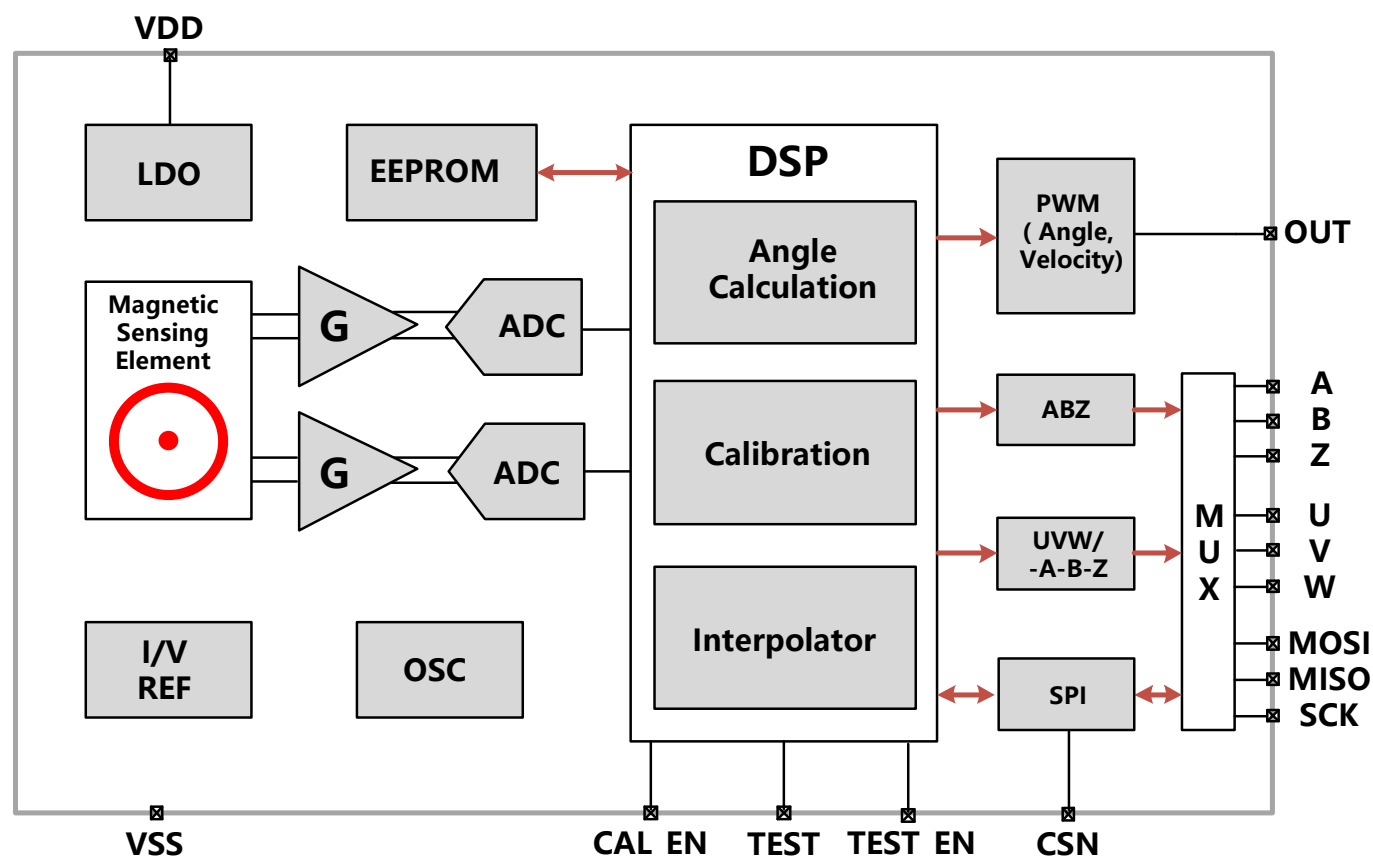 VDD
LDO
EEPROM
DSP
Angle
Calculation
Calibration
Interpolator
Magnetic
Sensing
Element
G
ADC
G
ADC
I/V
REF
OSC
PWM
( Angle,
Velocity)
ABZ
UVW/
-A-B-Z
SPI
M
U
X
OUT
A
B
Z
U
V
W
MOSI
MISO
SCK
VSS
CAL EN
TEST
TEST EN
CSN